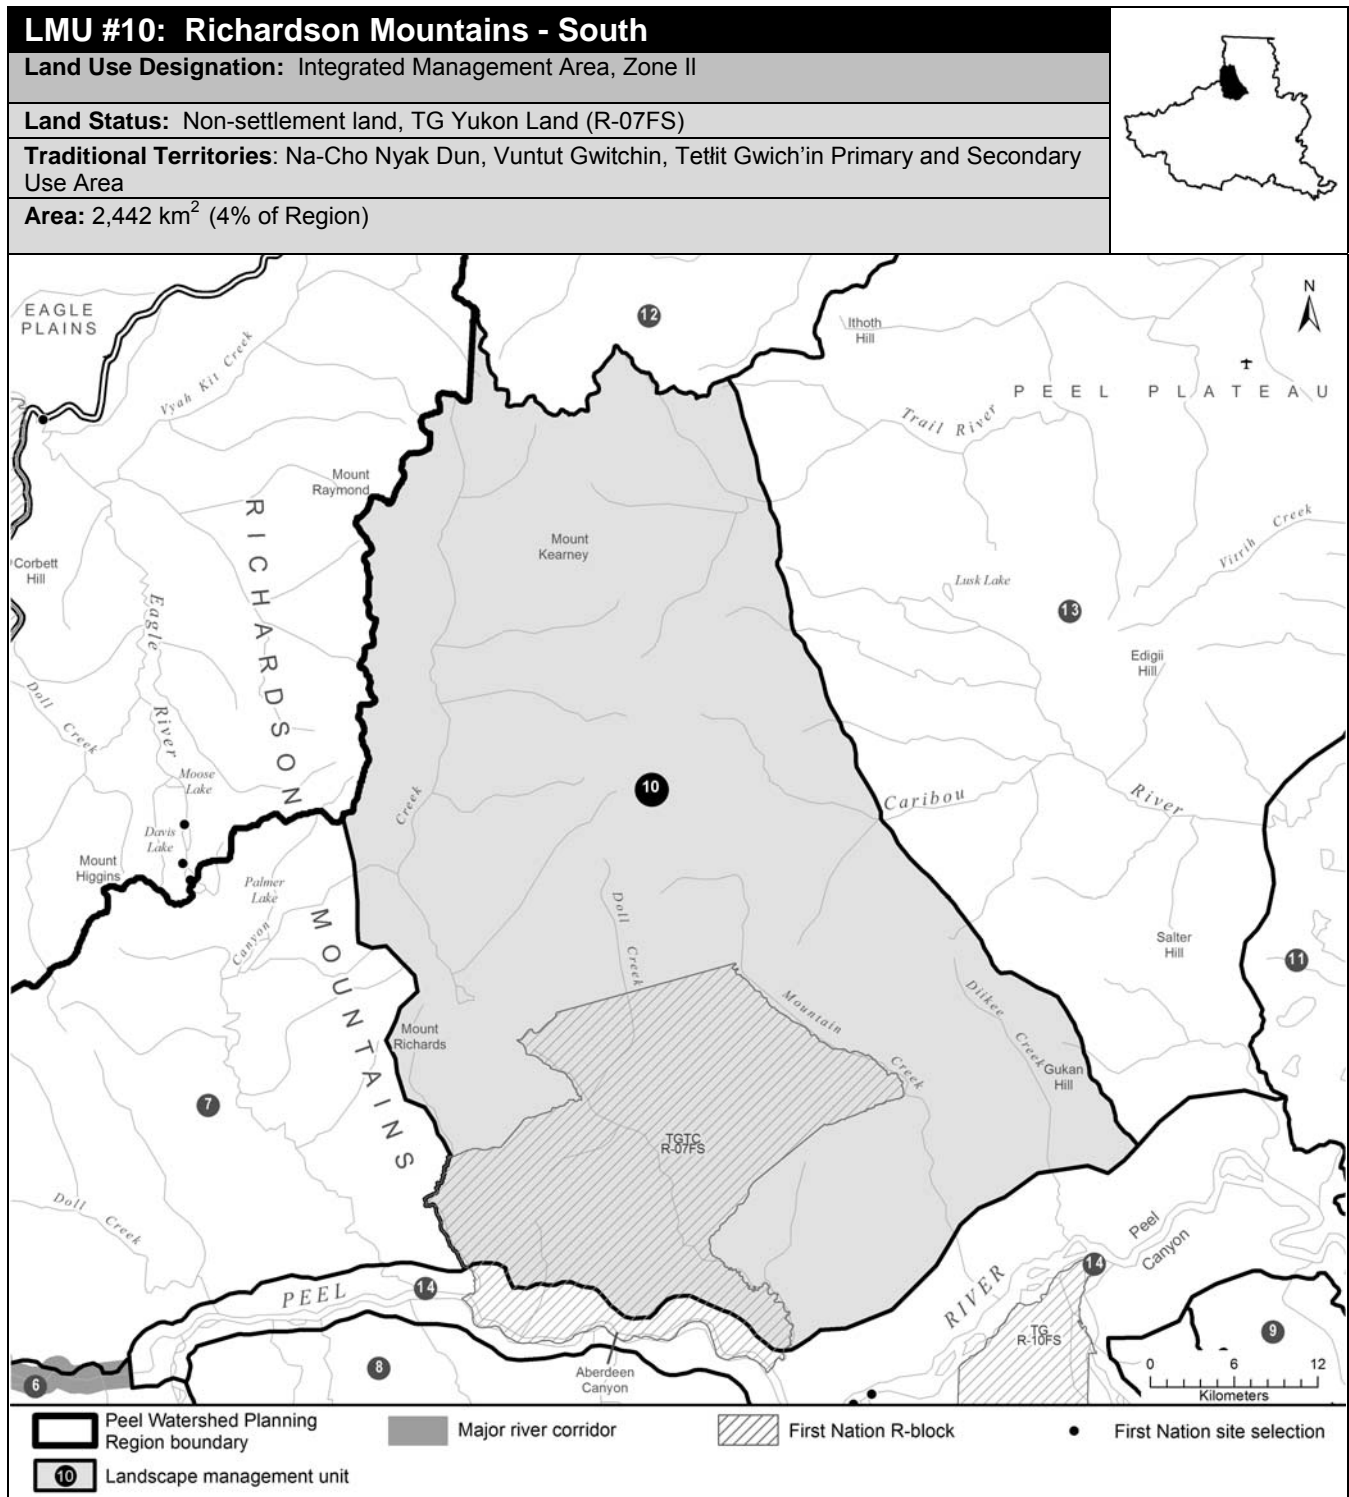 LMU #10: Richardson Mountains - South
Land Use Designation: Integrated Management Area, Zone II
Land Status: Non-settlement land, TG Yukon Land (R-07FS)
Traditional Territories: Na-Cho Nyak Dun, Vuntut Gwitchin, Tetłit Gwich'in Primary and Secondary
Use Area
Area: 2,442 km2 (4% of Region)
EAGLE
PLAINS
12
Ithoth
Hill
N
Vyah Kit Creek
PEEL PLATEAU
Trail River
Mount
Raymond
RICHARDSON
Mount
Kearney
Vitrih Creek
Corbett
Hill
Lusk Lake
13
Eagle
River
Edigii
Hill
Doll
Creek
Moose
Lake
10
Creek
Caribou
River
Davis
Lake
Mount
Higgins
Palmer
Lake
Doll
Creek
MOUNTAINS
Canyon
Salter
Hill
11
Mountain
Creek
Diikee
Creek
Mount
Richards
Gukan
Hill
7
TGTC
R-07FS
Doll
Creek
Peel
Canyon
14
PEEL
14
RIVER
TG
R-10FS
9
8
6
Aberdeen
Canyon
0 6 12
Kilometers
Peel Watershed Planning
Region boundary
Major river corridor
First Nation R-block
First Nation site selection
10
Landscape management unit